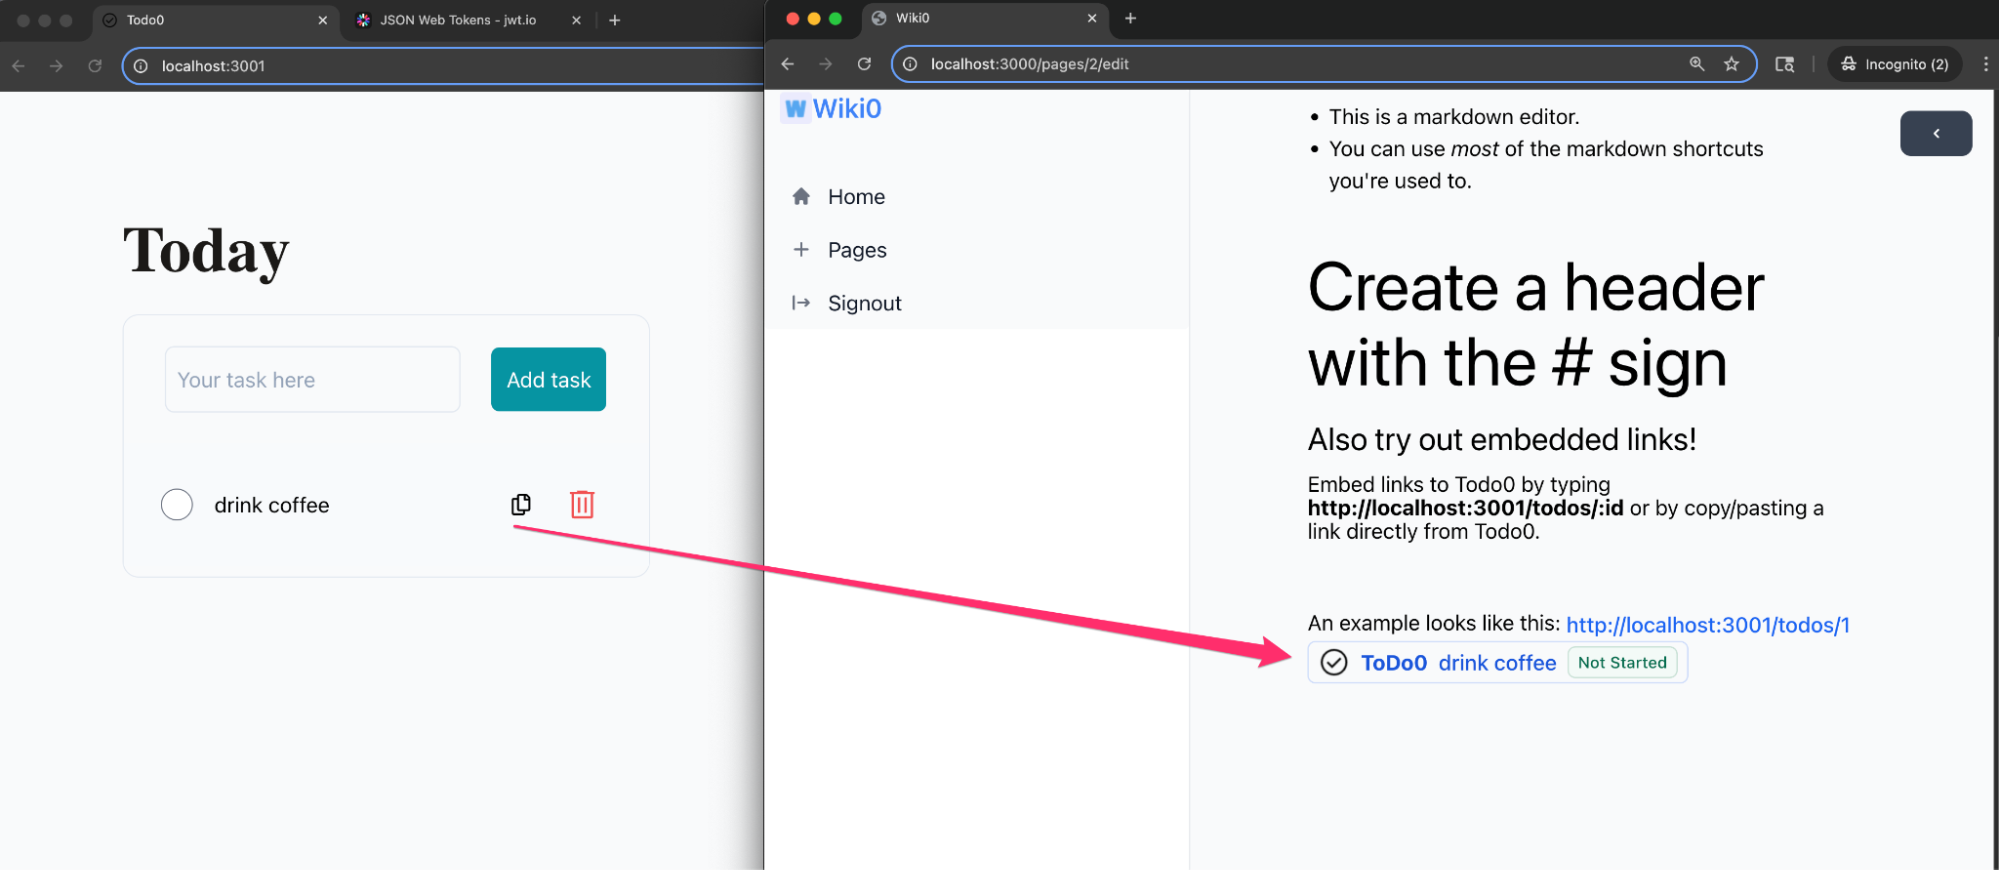 Todo0
JSON Web Tokens - jwt.io
localhost:3001
Today
Your task here
Add task
drink coffee
Wiki0
localhost:3000/pages/2/edit
Incognito (2)
W Wiki0
Home
Pages
Signout
This is a markdown editor.
You can use most of the markdown shortcuts
you're used to.
Create a header
with the # sign
Also try out embedded links!
Embed links to Todo0 by typing
http://localhost:3001/todos/:id or by copy/pasting a
link directly from Todo0.
An example looks like this: http://localhost:3001/todos/1
ToDo0 drink coffee Not Started